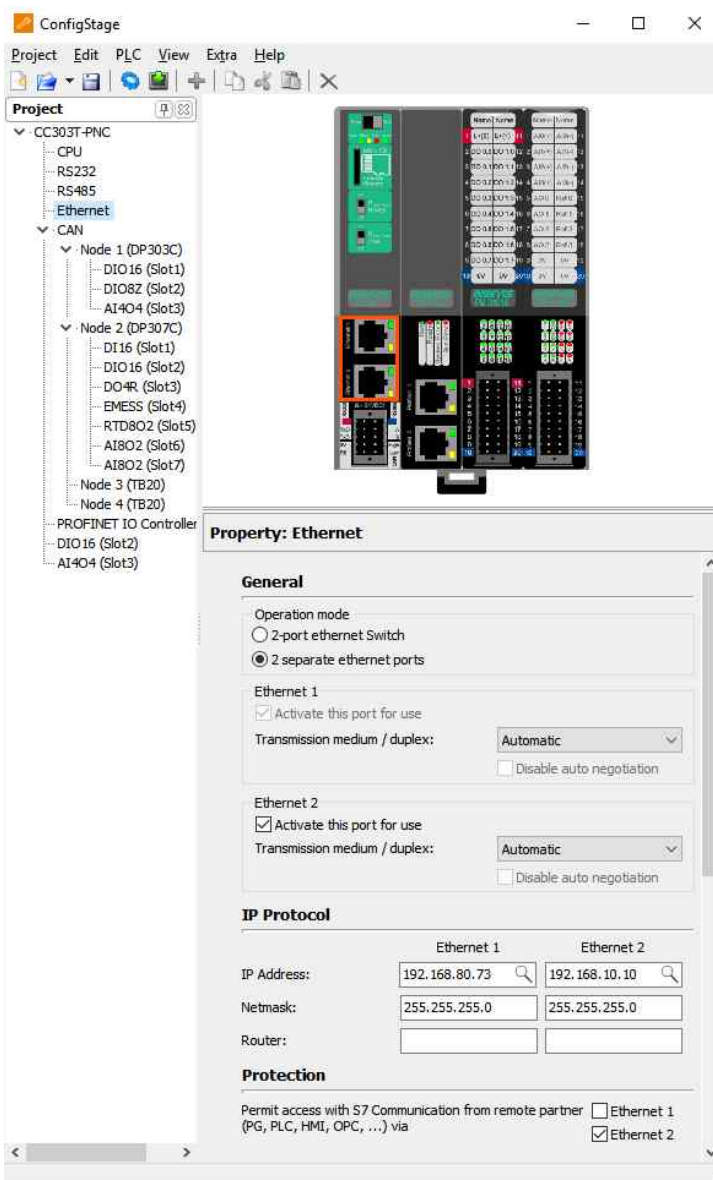 ConfigStage
Project Edit PLC View Extra Help
Project
CC303T-PNC
CPU
RS232
RS485
Ethernet
CAN
Node 1 (DP303C)
DIO16 (Slot1)
DIO8Z (Slot2)
AI4O4 (Slot3)
Node 2 (DP307C)
DI16 (Slot1)
DIO16 (Slot2)
DO4R (Slot3)
EMESS (Slot4)
RTD8O2 (Slot5)
AI8O2 (Slot6)
AI8O2 (Slot7)
Node 3 (TB20)
Node 4 (TB20)
PROFINET IO Controller
DIO16 (Slot2)
AI4O4 (Slot3)
Property: Ethernet
General
Operation mode
2-port ethernet Switch
2 separate ethernet ports
Ethernet 1
Activate this port for use
Transmission medium / duplex: Automatic
Disable auto negotiation
Ethernet 2
Activate this port for use
Transmission medium / duplex: Automatic
Disable auto negotiation
IP Protocol
Ethernet 1 Ethernet 2
IP Address: 192.168.80.73 192.168.10.10
Netmask: 255.255.255.0 255.255.255.0
Router:
Protection
Permit access with S7 Communication from remote partner Ethernet 1
(PG, PLC, HMI, OPC, ...) via Ethernet 2